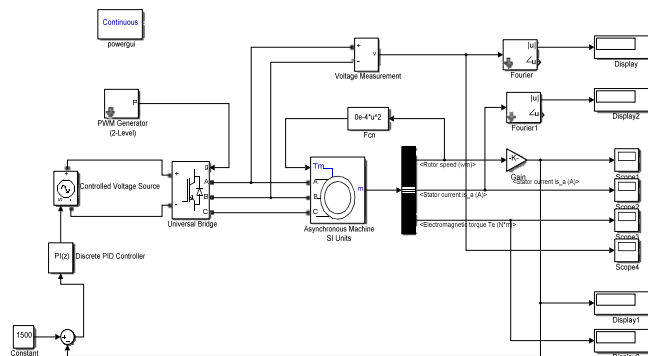 Continuous
powergui
+
-
v
Voltage Measurement
|u|
∠u
Fourier
Display
|u|
∠u
Fourier1
Display2
P
PWM Generator
(2-Level)
0e-4*u^2
Fcn
<Rotor speed (wm)>
-K-
Gain
<Stator current is_a (A)>
Scope1
g
A
B
C
+
-
Universal Bridge
Tm
A
B
C
m
Asynchronous Machine
SI Units
<Stator current is_a (A)>
Scope2
s
Controlled Voltage Source
<Electromagnetic torque Te (N*m)>
Scope3
Scope4
PI(z)
Discrete PID Controller
Display1
1500
Constant